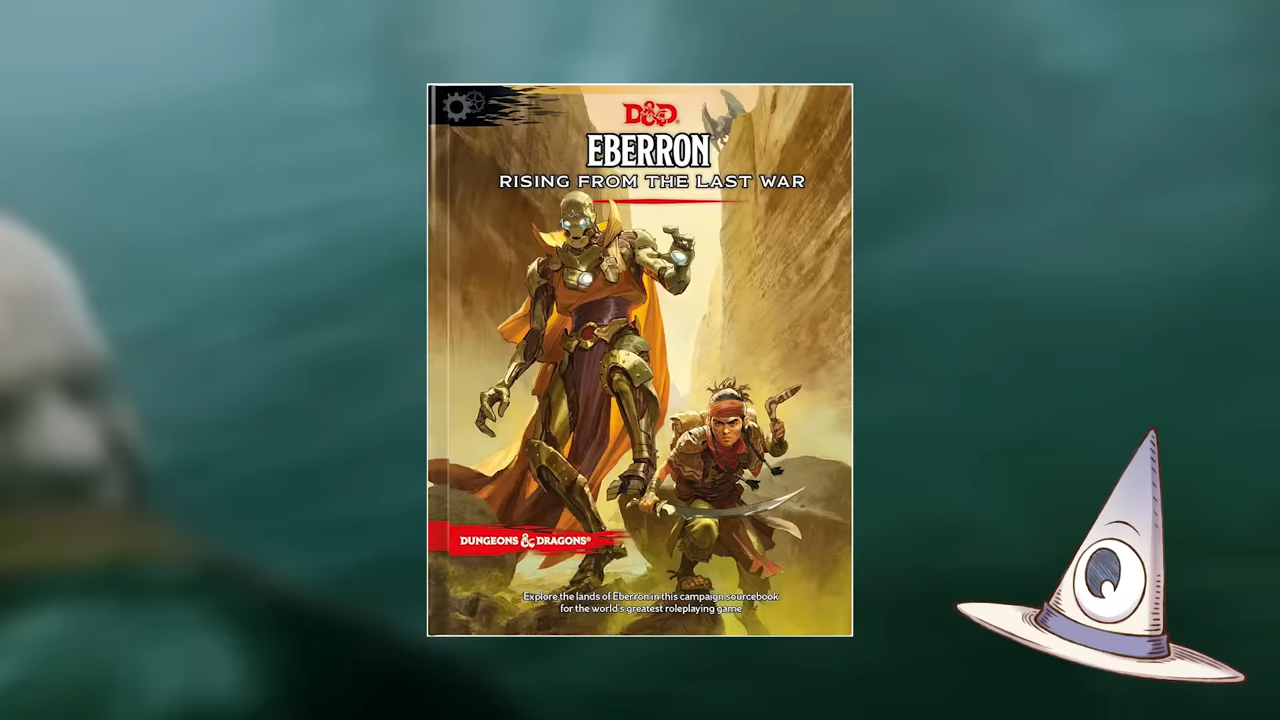 D&D®
EBERRON
RISING FROM THE LAST WAR
DUNGEONS & DRAGONS®
Explore the lands of Eberron in this campaign sourcebook
for the world's greatest roleplaying game